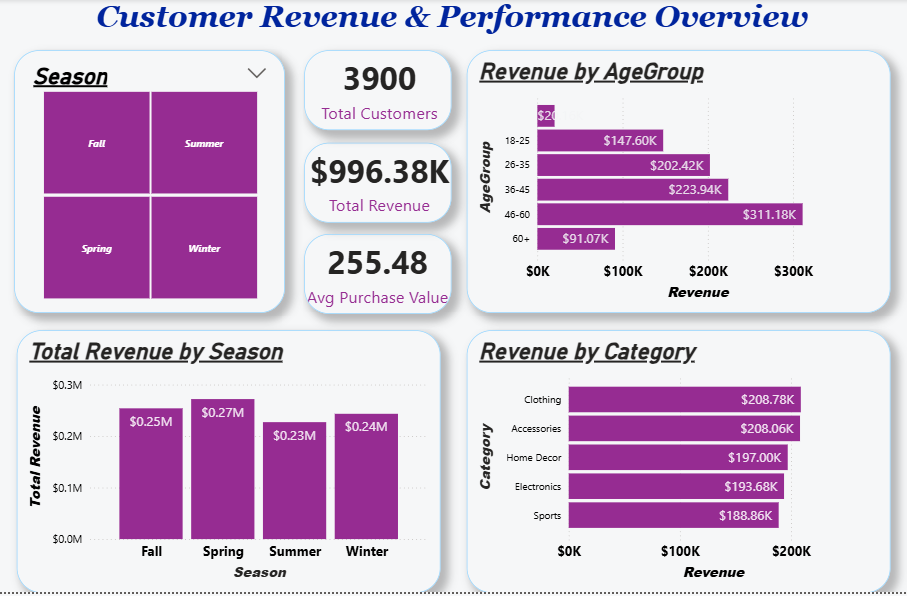 Customer Revenue & Performance Overview
Season
Fall
Summer
Spring
Winter
3900
Total Customers
$996.38K
Total Revenue
255.48
Avg Purchase Value
Revenue by AgeGroup
AgeGroup
$20
18-25
$147.60K
26-35
$202.42K
36-45
$223.94K
46-60
$311.18K
60+
$91.07K
$0K
$100K
$200K
$300K
Revenue
Total Revenue by Season
Total Revenue
$0.3M
$0.2M
$0.1M
$0.0M
$0.25M
$0.27M
$0.23M
$0.24M
Fall
Spring
Summer
Winter
Season
Revenue by Category
Category
Clothing
$208.78K
Accessories
$208.06K
Home Decor
$197.00K
Electronics
$193.68K
Sports
$188.86K
$0K
$100K
$200K
Revenue